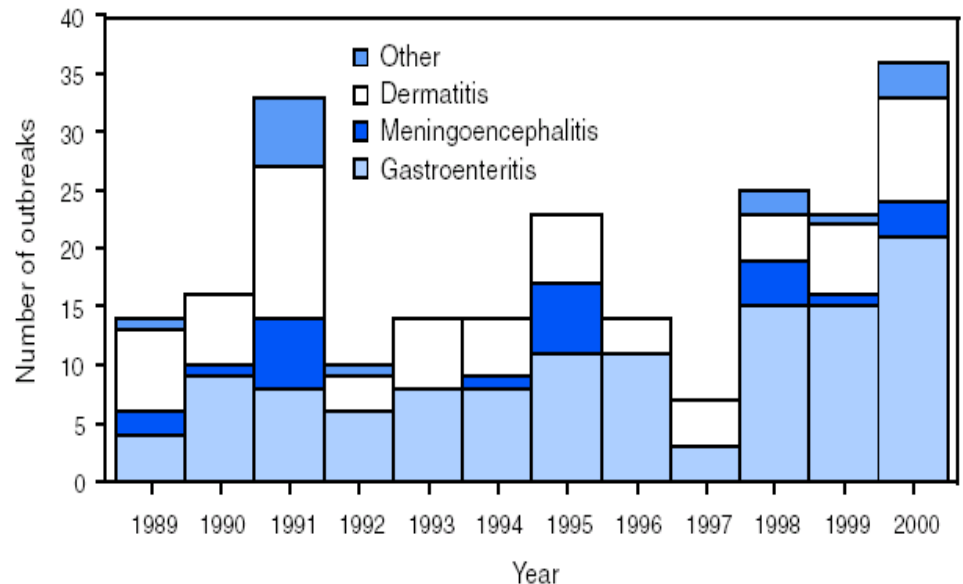 40
35
30
25
20
15
10
5
0
Number of outbreaks
Other
Dermatitis
Meningoencephalitis
Gastroenteritis
1989 1990 1991 1992 1993 1994 1995 1996 1997 1998 1999 2000
Year